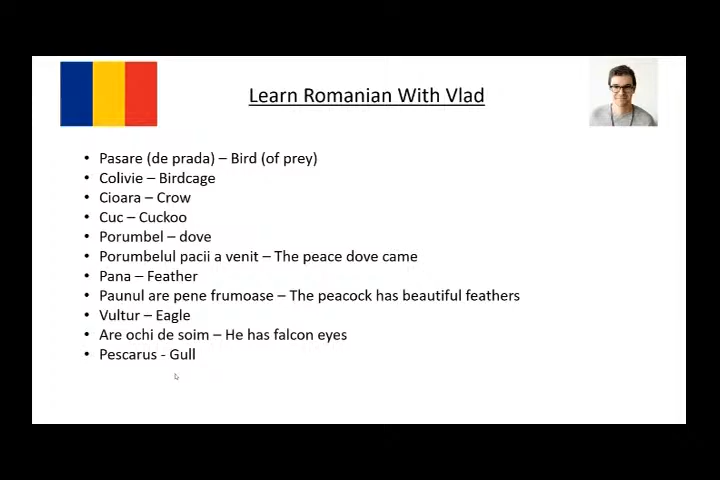 Learn Romanian With Vlad
• Pasare (de prada) – Bird (of prey)
• Colivie – Birdcage
• Cioara – Crow
• Cuc – Cuckoo
• Porumbel – dove
• Porumbelul pacii a venit – The peace dove came
• Pana – Feather
• Paunul are pene frumoase – The peacock has beautiful feathers
• Vultur – Eagle
• Are ochi de soim – He has falcon eyes
• Pescarus - Gull